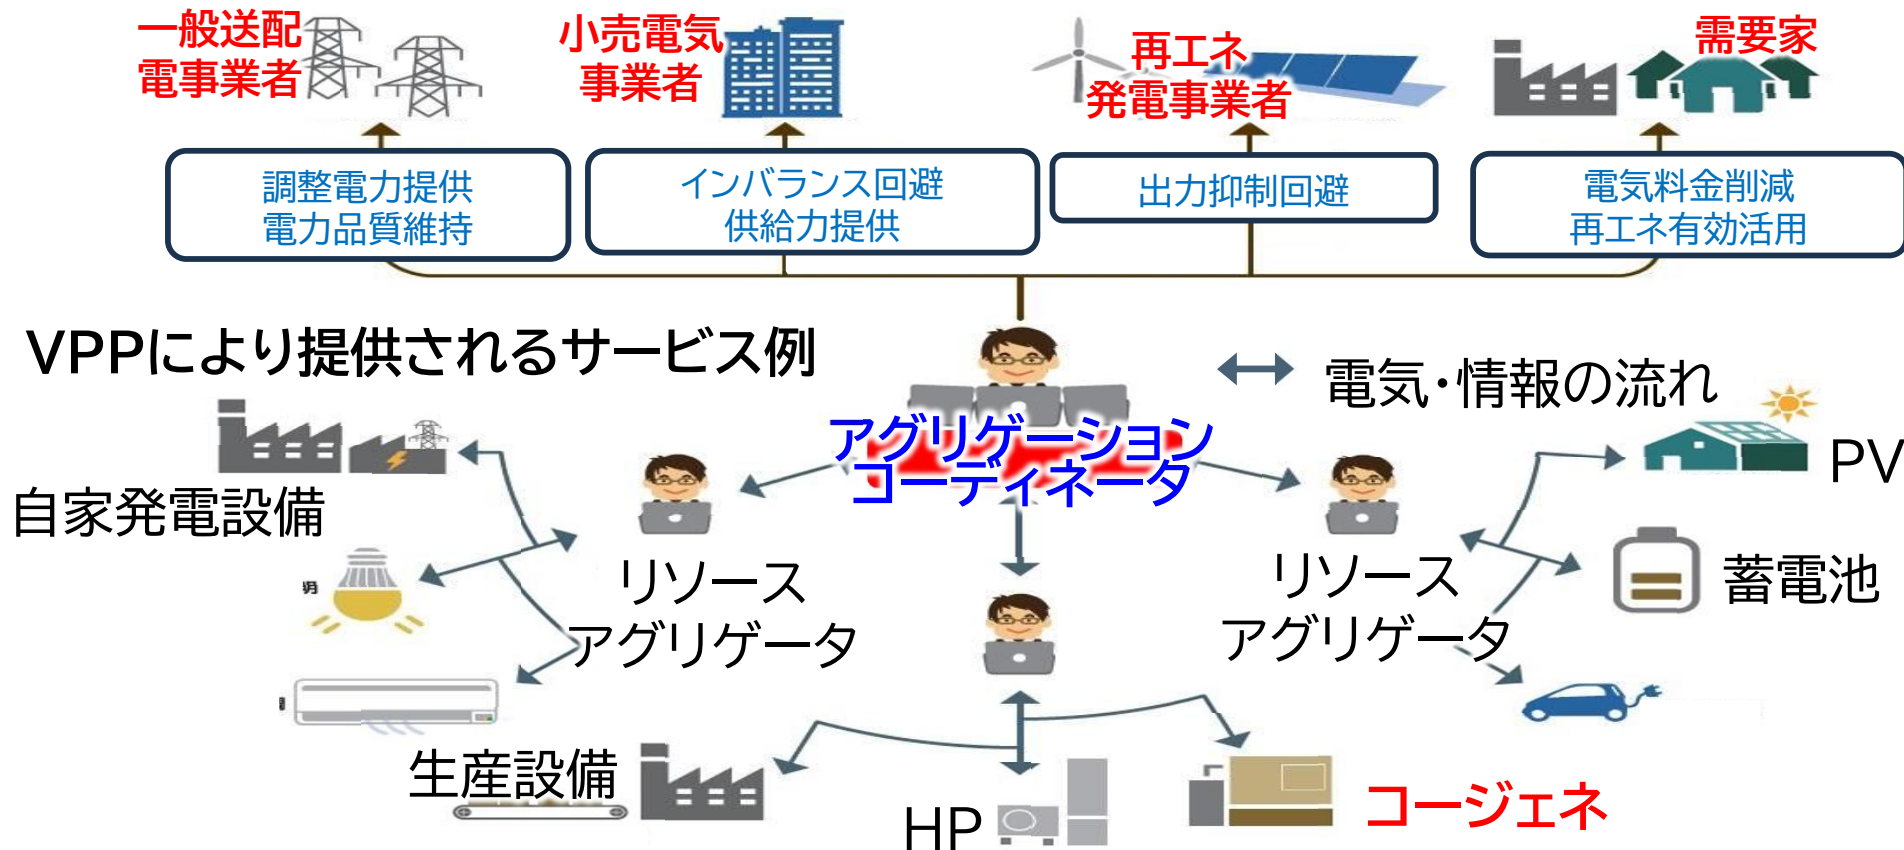 一般送配
電事業者
小売電気
事業者
再エネ
発電事業者
需要家
調整電力提供
電力品質維持
インバランス回避
供給力提供
出力抑制回避
電気料金削減
再エネ有効活用
VPPにより提供されるサービス例
電気・情報の流れ
アグリゲーション
コーディネータ
PV
自家発電設備
リソース
アグリゲータ
リソース
アグリゲータ
蓄電池
生産設備
HP
コージェネ